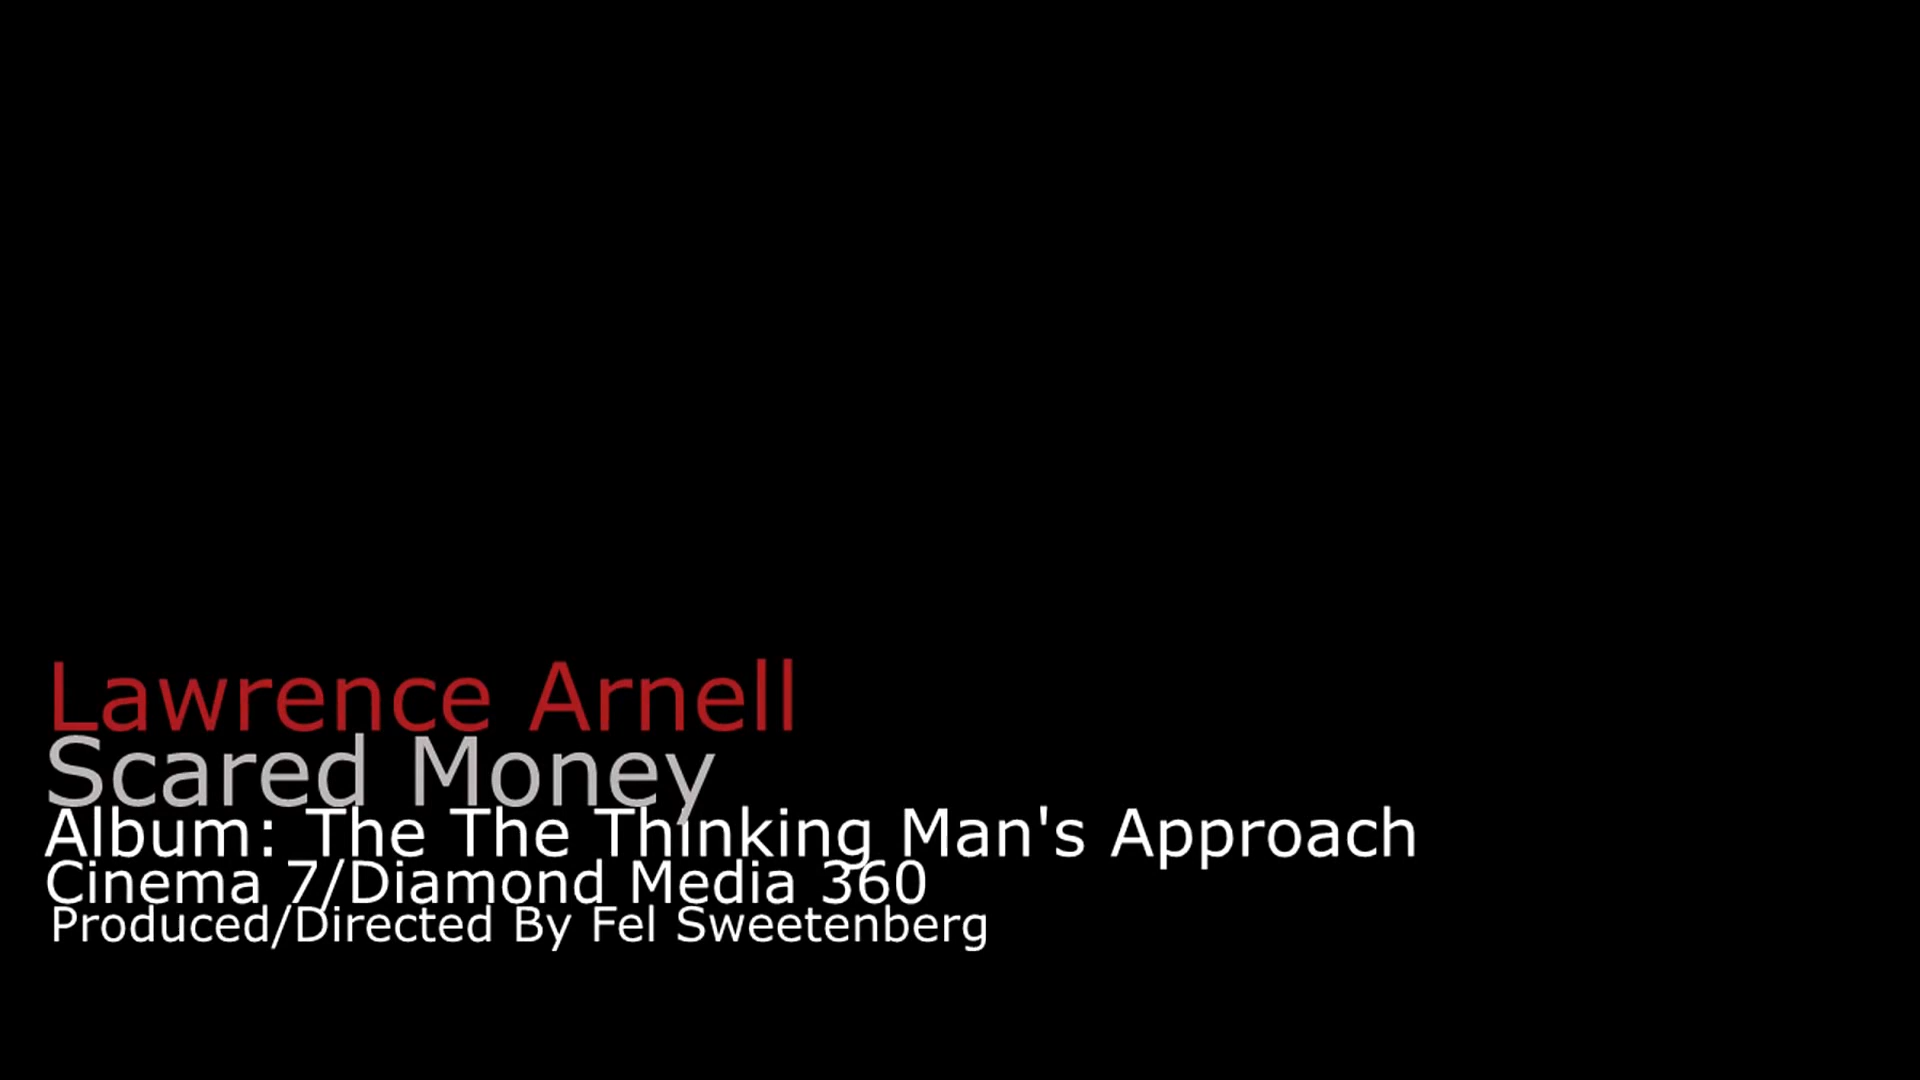 Lawrence Arnell
Scared Money
Album: The The Thinking Man's Approach
Cinema 7/Diamond Media 360
Produced/Directed By Fel Sweetenberg